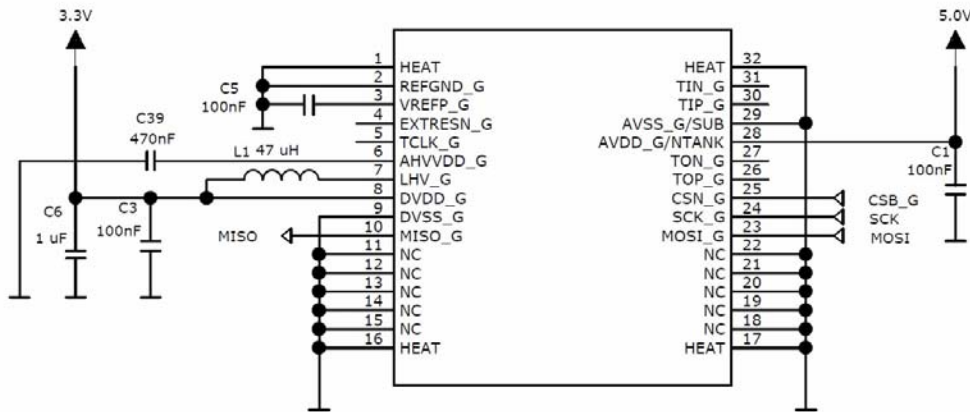 3.3V
5.0V
1 HEAT
2 REFGND_G
3 VREFP_G
4 EXTRESN_G
5 TCLK_G
6 AHVVDD_G
7 LHV_G
8 DVDD_G
9 DVSS_G
10 MISO_G
11 NC
12 NC
13 NC
14 NC
15 NC
16 HEAT
HEAT 32
TIN_G 31
TIP_G 30
AVSS_G/SUB 29
AVDD_G/NTANK 28
TON_G 27
TOP_G 26
CSN_G 25
SCK_G 24
MOSI_G 23
NC 22
NC 21
NC 20
NC 19
NC 18
HEAT 17
C5
100nF
C39
470nF
L1 47 uH
C6
1 uF
C3
100nF
MISO
C1
100nF
CSB_G
SCK
MOSI